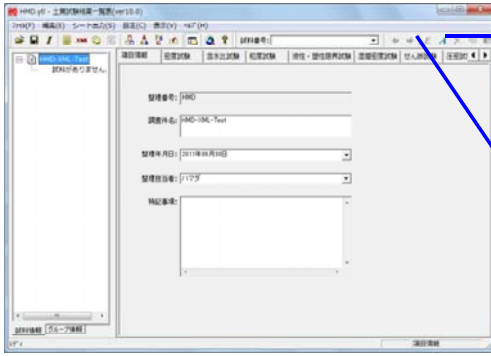 HMD.ytl - 土質試験結果一覧表(ver10.0)
ファイル(F) 編集(E) シート出力(S) 設定(C) 表示(V) ヘルプ(H)
XML
試料番号:
HMD-XML-Test
試料がありません。
項目情報 密度試験 含水比試験 粒度試験 液性・塑性限界試験 湿潤密度試験 せん断試験
整理番号: HMD
調査件名: HMD-XML-Test
整理年月日: 2011年06月30日
整理担当者: ハマダ
特記事項:
試料情報 グループ情報
ﾚﾃﾞｨ 項目情報